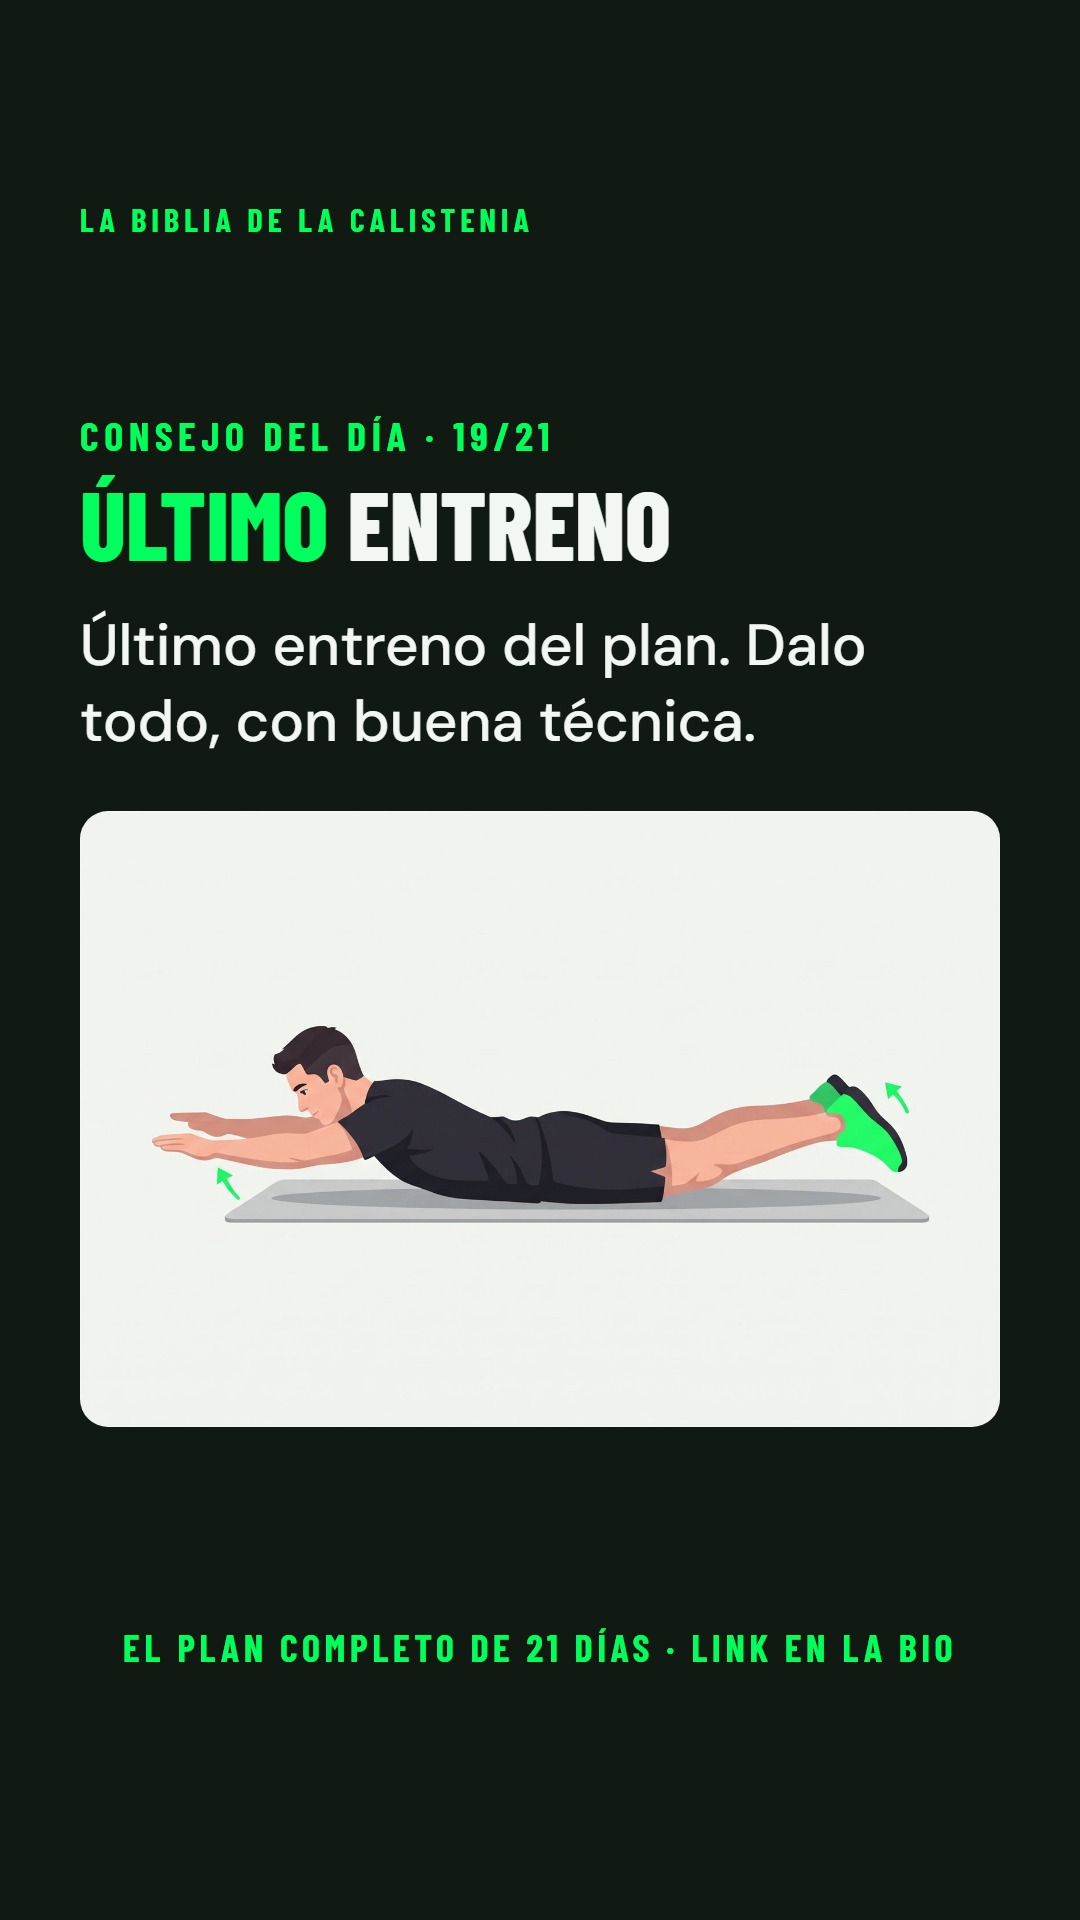 LA BIBLIA DE LA CALISTENIA
CONSEJO DEL DÍA · 19/21
ÚLTIMO ENTRENO
Último entreno del plan. Dalo
todo, con buena técnica.
EL PLAN COMPLETO DE 21 DÍAS · LINK EN LA BIO